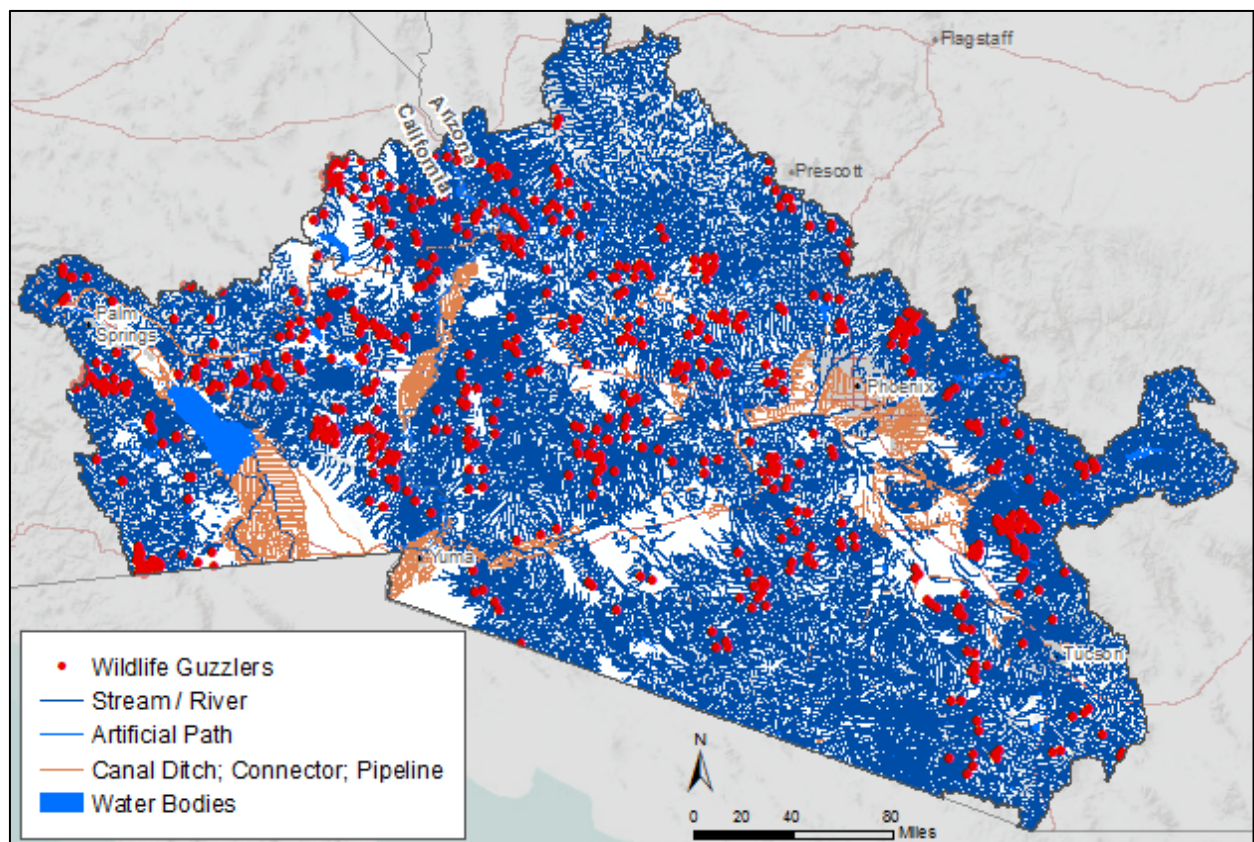 Flagstaff
Arizona
California
Prescott
Palm
Springs
Phoenix
Yuma
Tucson
Wildlife Guzzlers
Stream / River
Artificial Path
Canal Ditch; Connector; Pipeline
Water Bodies
N
0 20 40 80
Miles